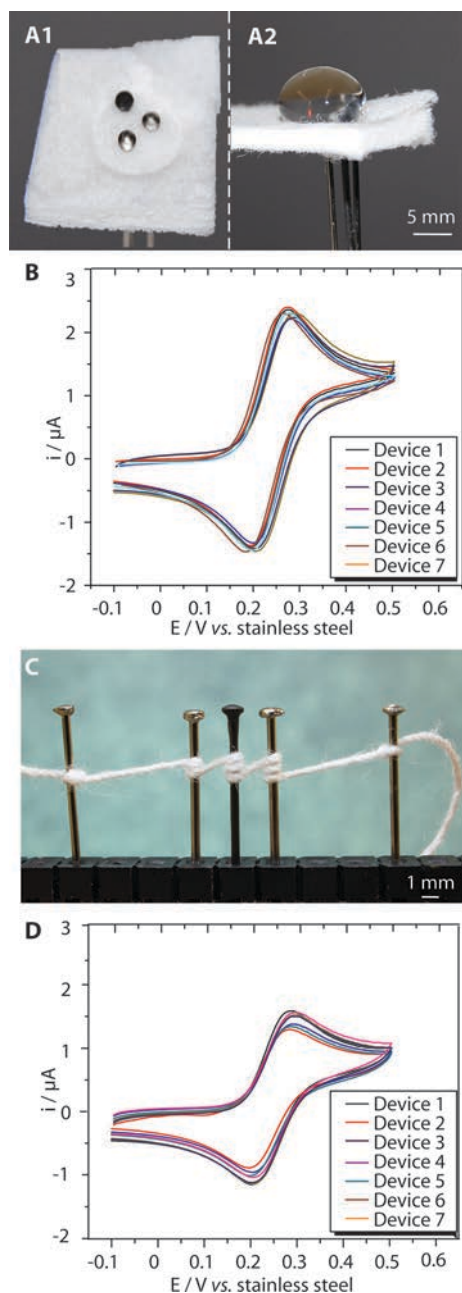 A1
A2
5 mm
B
3
2
1
0
-1
-2
i / µA
Device 1
Device 2
Device 3
Device 4
Device 5
Device 6
Device 7
-0.1 0 0.1 0.2 0.3 0.4 0.5 0.6
E / V vs. stainless steel
C
1 mm
D
3
2
1
0
-1
-2
i / µA
Device 1
Device 2
Device 3
Device 4
Device 5
Device 6
Device 7
-0.1 0 0.1 0.2 0.3 0.4 0.5 0.6
E / V vs. stainless steel